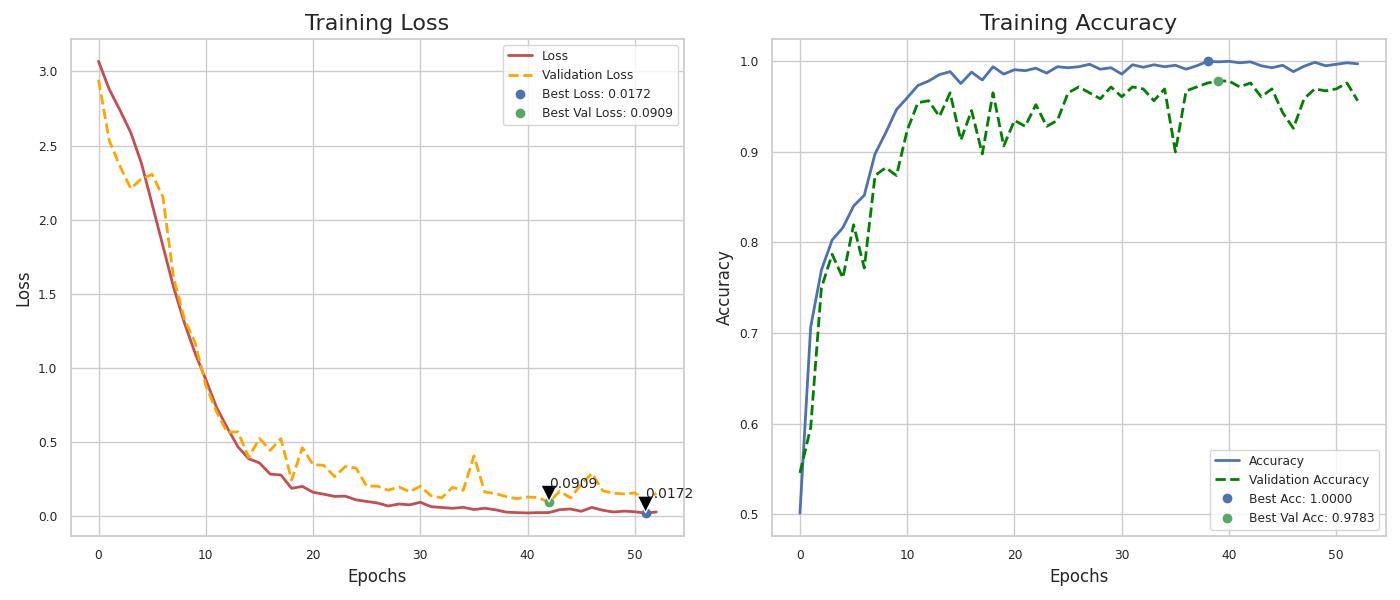 Training Loss
Loss
Validation Loss
Best Loss: 0.0172
Best Val Loss: 0.0909
3.0
2.5
2.0
1.5
1.0
0.5
0.0
Loss
0.0909
0.0172
0
10
20
30
40
50
Epochs
Training Accuracy
1.0
0.9
0.8
0.7
0.6
0.5
Accuracy
Accuracy
Validation Accuracy
Best Acc: 1.0000
Best Val Acc: 0.9783
0
10
20
30
40
50
Epochs